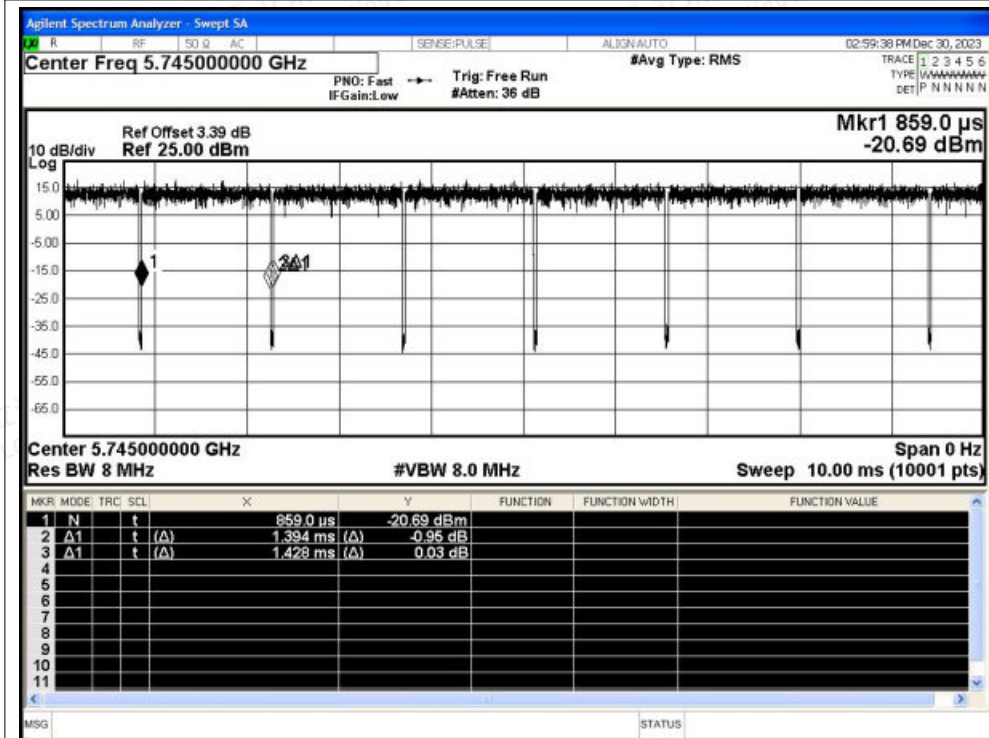 Agilent Spectrum Analyzer - Swept SA
R RF 50 Ω AC SENSE:PULSE ALIGN AUTO 02:59:38 PM Dec 30, 2023
Center Freq 5.745000000 GHz #Avg Type: RMS TRACE 1 2 3 4 5 6
PNO: Fast Trig: Free Run TYPE
IFGain:Low #Atten: 36 dB DET P N N N N N
Mkr1 859.0 µs
Ref Offset 3.39 dB
10 dB/div Ref 25.00 dBm -20.69 dBm
Log
15.0
5.00
-5.00
1
-15.0
-25.0
-35.0
-45.0
-55.0
-65.0
Center 5.745000000 GHz Span 0 Hz
Res BW 8 MHz #VBW 8.0 MHz Sweep 10.00 ms (10001 pts)
MKR MODE TRC SCL X Y FUNCTION FUNCTION WIDTH FUNCTION VALUE
1 N t 859.0 µs -20.69 dBm
2 Δ1 t (Δ) 1.394 ms (Δ) -0.95 dB
3 Δ1 t (Δ) 1.428 ms (Δ) 0.03 dB
4
5
6
7
8
9
10
11
MSG STATUS